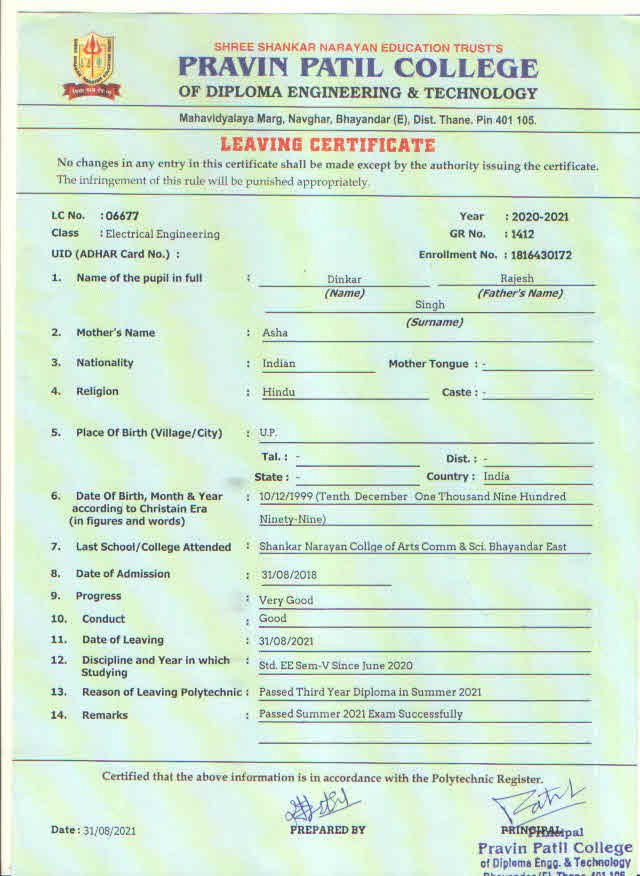 SHREE SHANKAR NARAYAN EDUCATION TRUST'S
PRAVIN PATIL COLLEGE
OF DIPLOMA ENGINEERING & TECHNOLOGY
Mahavidyalaya Marg, Navghar, Bhayandar (E), Dist. Thane. Pin 401 105.
LEAVING CERTIFICATE
No changes in any entry in this certificate shall be made except by the authority issuing the certificate.
The infringement of this rule will be punished appropriately.
LC No. : 06677 Year : 2020-2021
Class : Electrical Engineering GR No. : 1412
UID (ADHAR Card No.) : Enrollment No. : 1816430172
1. Name of the pupil in full : Dinkar Rajesh
(Name) (Father's Name)
Singh
(Surname)
2. Mother's Name : Asha
3. Nationality : Indian Mother Tongue : -
4. Religion : Hindu Caste : -
5. Place Of Birth (Village/City) : U.P.
Tal. : - Dist. : -
State : - Country : India
6. Date Of Birth, Month & Year : 10/12/1999 (Tenth December One Thousand Nine Hundred
according to Christain Era
(in figures and words) Ninety-Nine)
7. Last School/College Attended : Shankar Narayan Collge of Arts Comm & Sci. Bhayandar East
8. Date of Admission : 31/08/2018
9. Progress : Very Good
10. Conduct : Good
11. Date of Leaving : 31/08/2021
12. Discipline and Year in which : Std. EE Sem-V Since June 2020
Studying
13. Reason of Leaving Polytechnic : Passed Third Year Diploma in Summer 2021
14. Remarks : Passed Summer 2021 Exam Successfully
Certified that the above information is in accordance with the Polytechnic Register.
Patil
Date : 31/08/2021 PREPARED BY PRINCIPAL
Principal
Pravin Patil College
of Diploma Engg. & Technology
Bhayandar (E), Thane 401 105